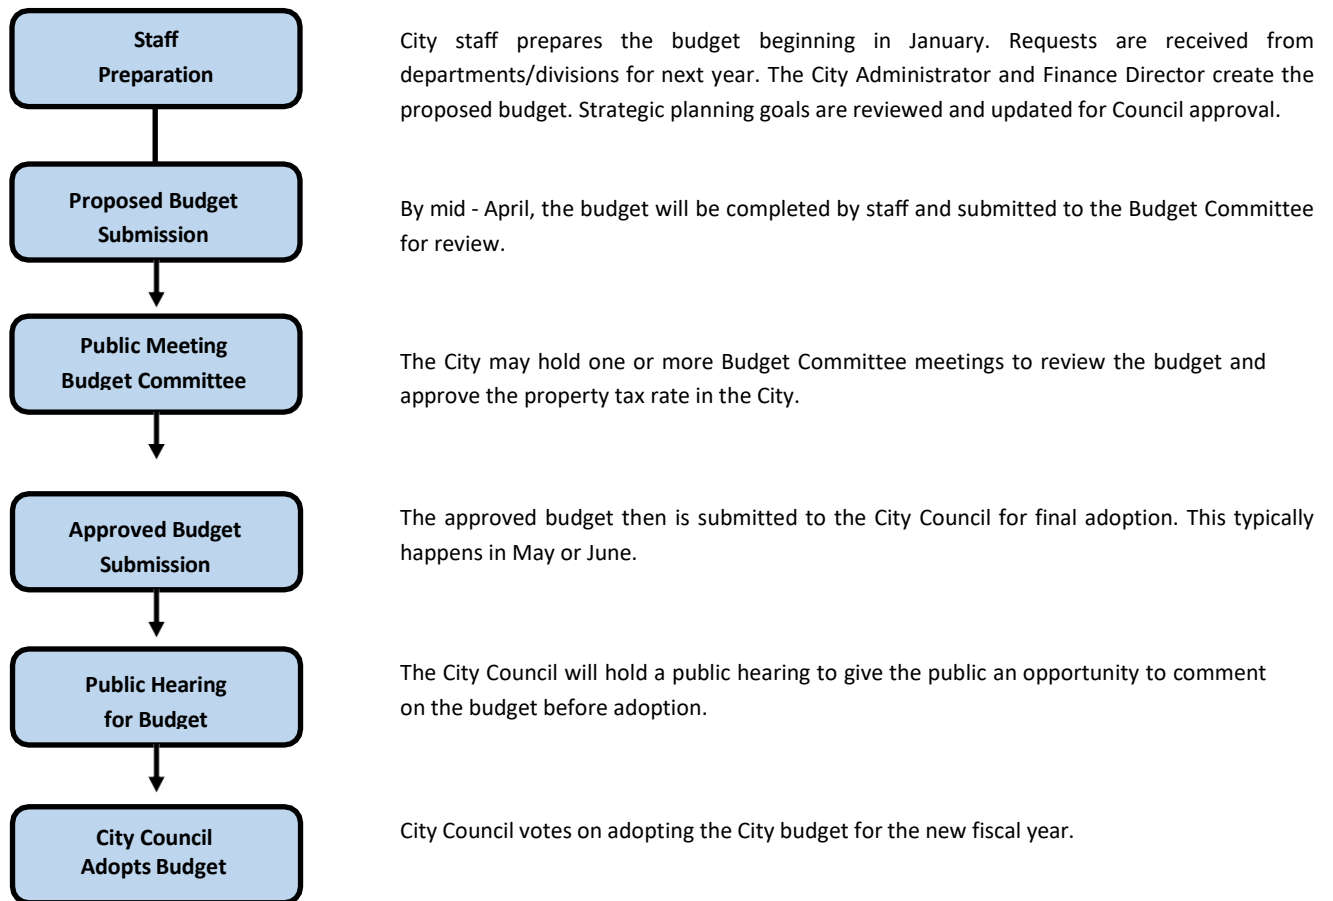 Staff
Preparation
City staff prepares the budget beginning in January. Requests are received from
departments/divisions for next year. The City Administrator and Finance Director create the
proposed budget. Strategic planning goals are reviewed and updated for Council approval.
Proposed Budget
Submission
By mid - April, the budget will be completed by staff and submitted to the Budget Committee
for review.
Public Meeting
Budget Committee
The City may hold one or more Budget Committee meetings to review the budget and
approve the property tax rate in the City.
Approved Budget
Submission
The approved budget then is submitted to the City Council for final adoption. This typically
happens in May or June.
Public Hearing
for Budget
The City Council will hold a public hearing to give the public an opportunity to comment
on the budget before adoption.
City Council
Adopts Budget
City Council votes on adopting the City budget for the new fiscal year.